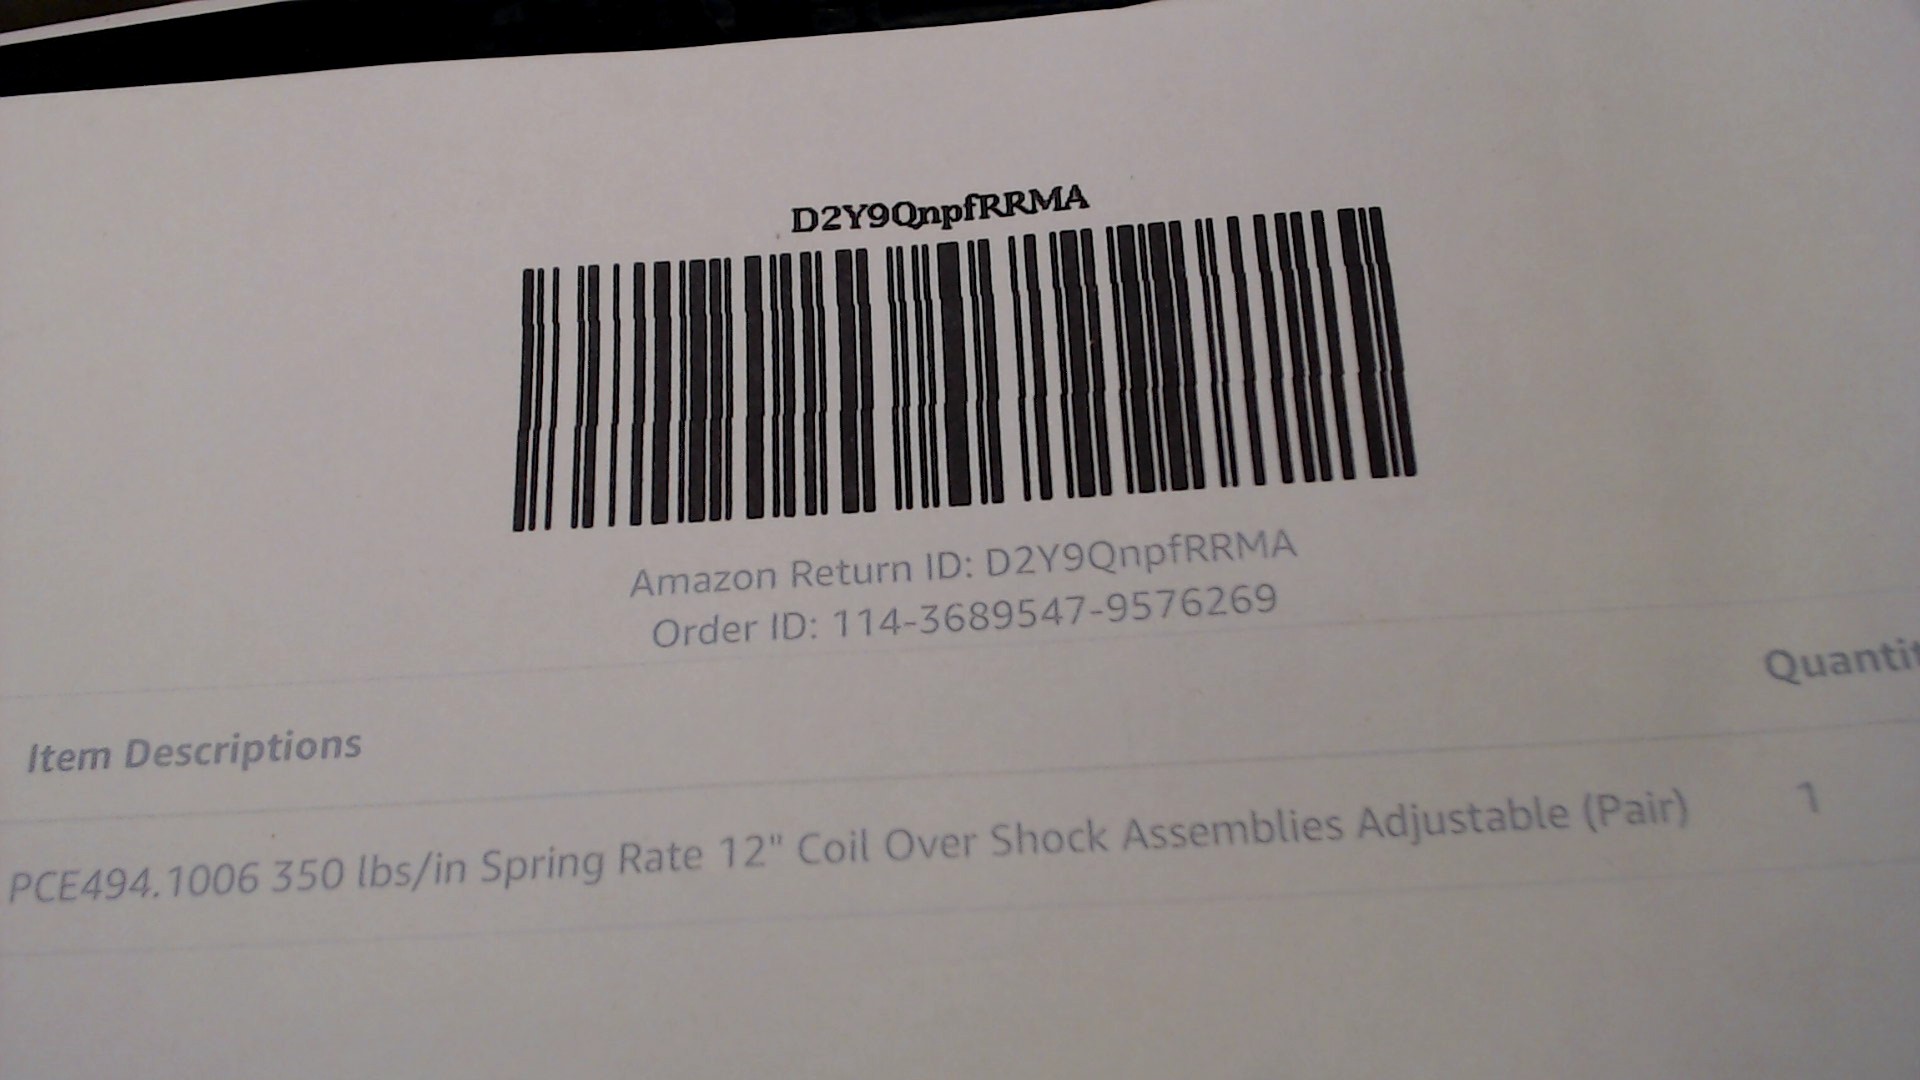 D2Y9QnpfRRMA
Amazon Return ID: D2Y9QnpfRRMA
Order ID: 114-3689547-9576269
Item Descriptions
Quantit
PCE494.1006 350 lbs/in Spring Rate 12" Coil Over Shock Assemblies Adjustable (Pair) 1